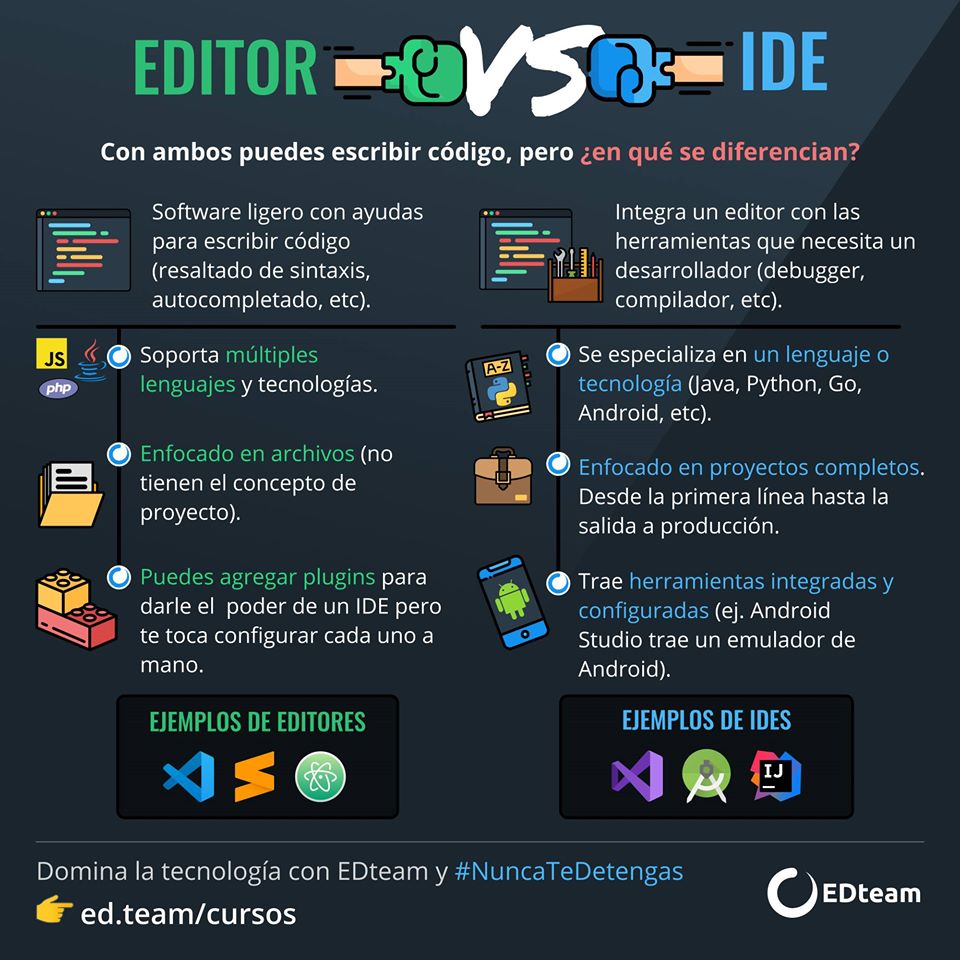 EDITOR VS IDE
Con ambos puedes escribir código, pero ¿en qué se diferencian?
Software ligero con ayudas
para escribir código
(resaltado de sintaxis,
autocompletado, etc).
JS
php
Soporta múltiples
lenguajes y tecnologías.
Enfocado en archivos (no
tienen el concepto de
proyecto).
Puedes agregar plugins para
darle el poder de un IDE pero
te toca configurar cada uno a
mano.
EJEMPLOS DE EDITORES
Integra un editor con las
herramientas que necesita un
desarrollador (debugger,
compilador, etc).
A-Z
Se especializa en un lenguaje o
tecnología (Java, Python, Go,
Android, etc).
Enfocado en proyectos completos.
Desde la primera línea hasta la
salida a producción.
Trae herramientas integradas y
configuradas (ej. Android
Studio trae un emulador de
Android).
EJEMPLOS DE IDES
IJ
Domina la tecnología con EDteam y #NuncaTeDetengas
ed.team/cursos
EDteam